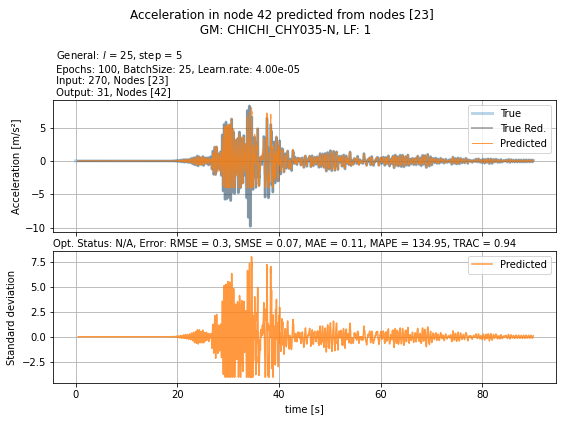 Acceleration in node 42 predicted from nodes [23]
GM: CHICHI_CHY035-N, LF: 1
General: l = 25, step = 5
Epochs: 100, BatchSize: 25, Learn.rate: 4.00e-05
Input: 270, Nodes [23]
Output: 31, Nodes [42]
Acceleration [m/s²]
5
0
−5
−10
True
True Red.
Predicted
Opt. Status: N/A, Error: RMSE = 0.3, SMSE = 0.07, MAE = 0.11, MAPE = 134.95, TRAC = 0.94
Standard deviation
7.5
5.0
2.5
0.0
−2.5
Predicted
0 20 40 60 80
time [s]